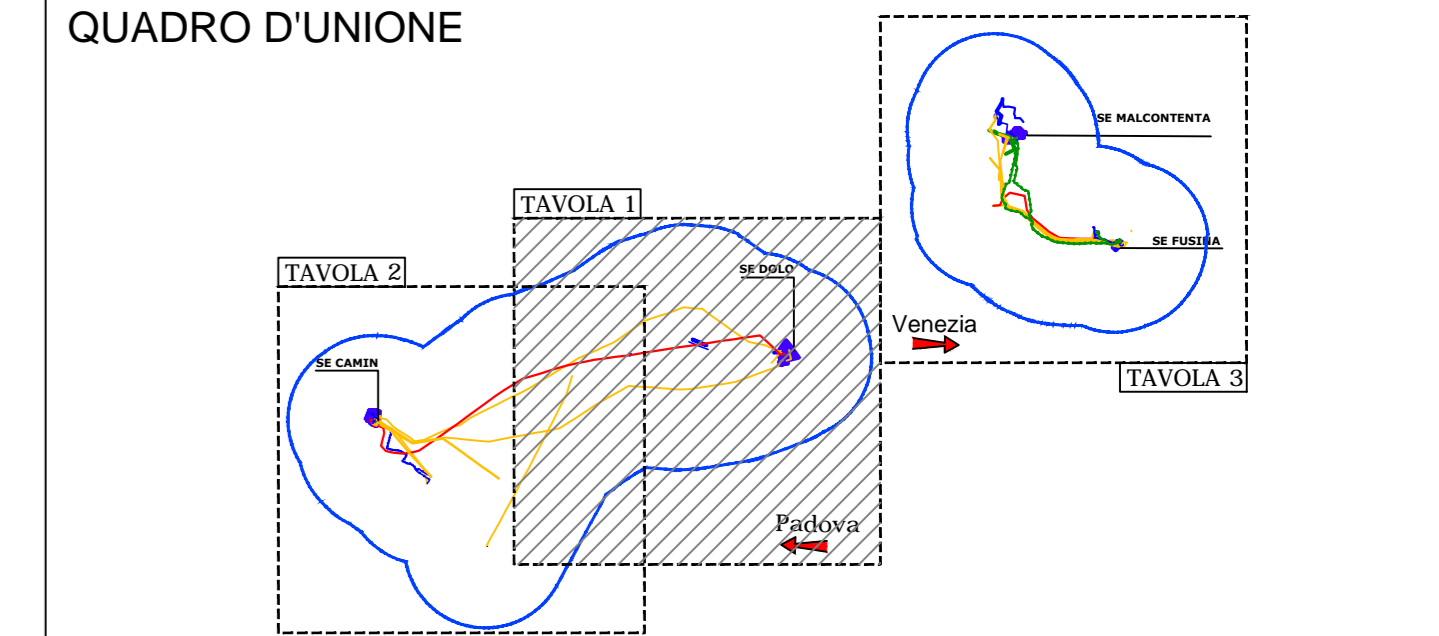 QUADRO D'UNIONE
SE MALCONTENTA
TAVOLA 1
SE FUSINA
TAVOLA 2
SE DOLO
Venezia
SE CAMIN
TAVOLA 3
Padova